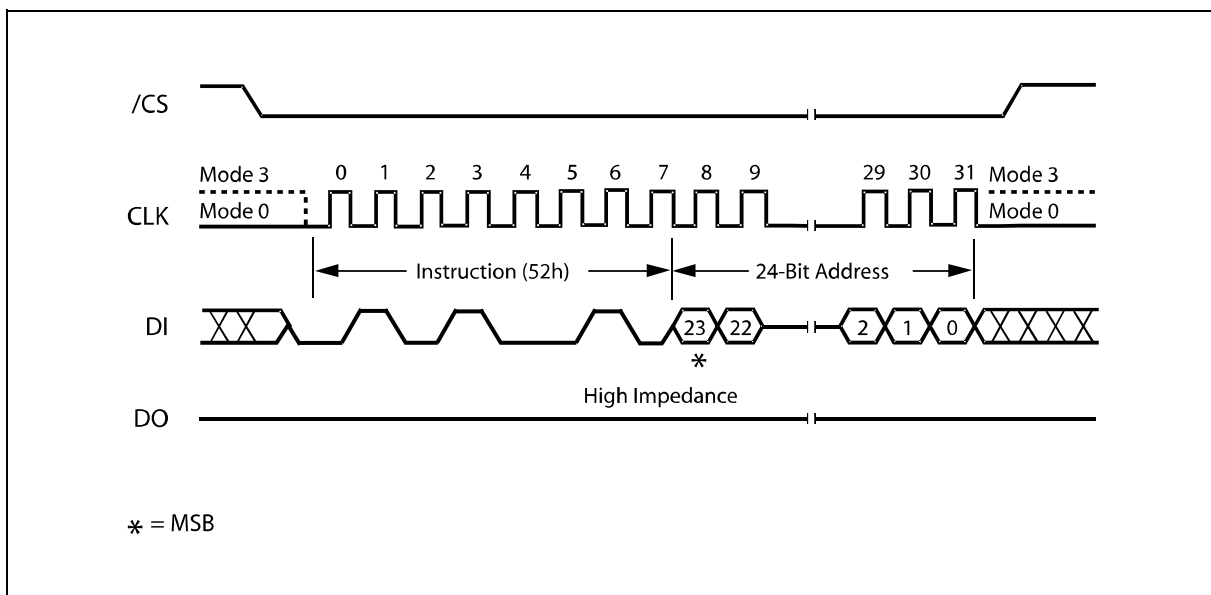 /CS
Mode 3
0 1 2 3 4 5 6 7 8 9 29 30 31
Mode 3
CLK
Mode 0
Mode 0
Instruction (52h)
24-Bit Address
DI
23 22 2 1 0
*
High Impedance
DO
* = MSB